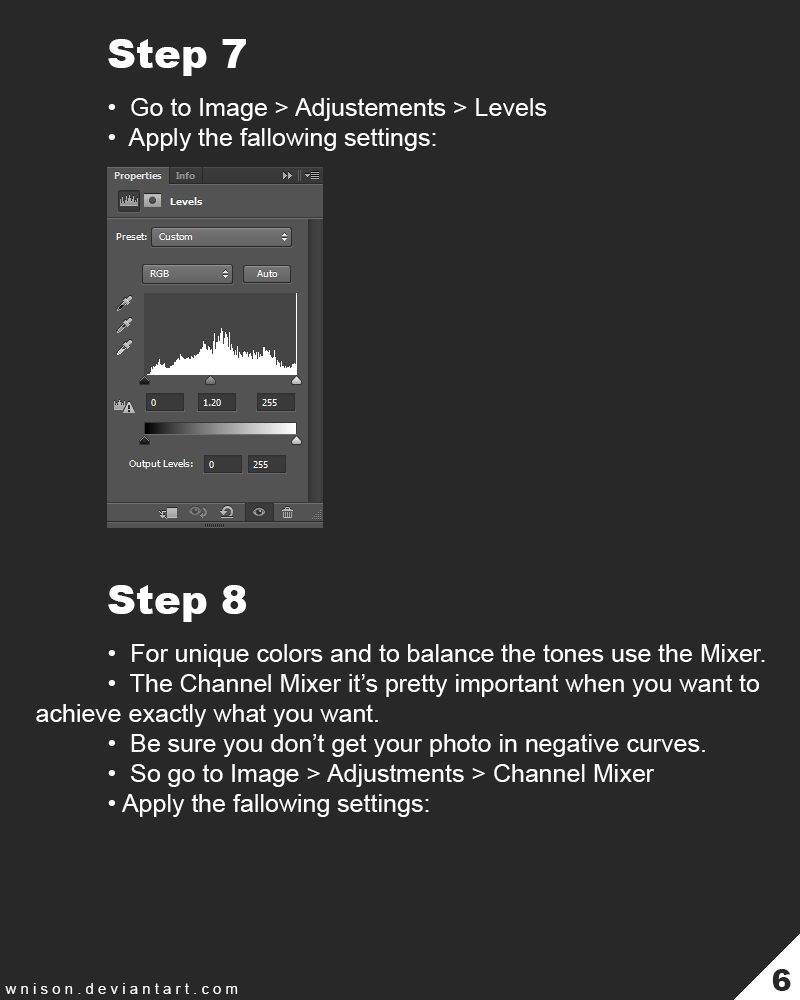 Step 7
• Go to Image > Adjustements > Levels
• Apply the fallowing settings:
Properties Info
Levels
Preset: Custom
RGB Auto
0 1.20 255
Output Levels: 0 255
Step 8
• For unique colors and to balance the tones use the Mixer.
• The Channel Mixer it’s pretty important when you want to
achieve exactly what you want.
• Be sure you don’t get your photo in negative curves.
• So go to Image > Adjustments > Channel Mixer
• Apply the fallowing settings:
wnison.deviantart.com
6